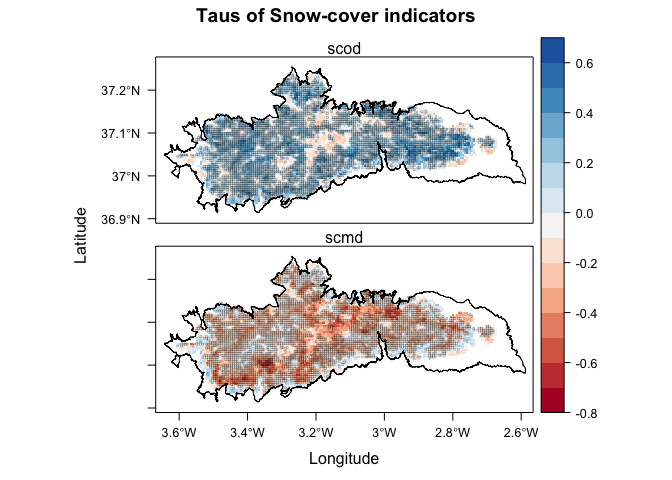 Taus of Snow-cover indicators
scod
37.2°N
37.1°N
37°N
36.9°N
Latitude
scmd
3.6°W
3.4°W
3.2°W
3°W
2.8°W
2.6°W
Longitude
0.6
0.4
0.2
0.0
-0.2
-0.4
-0.6
-0.8